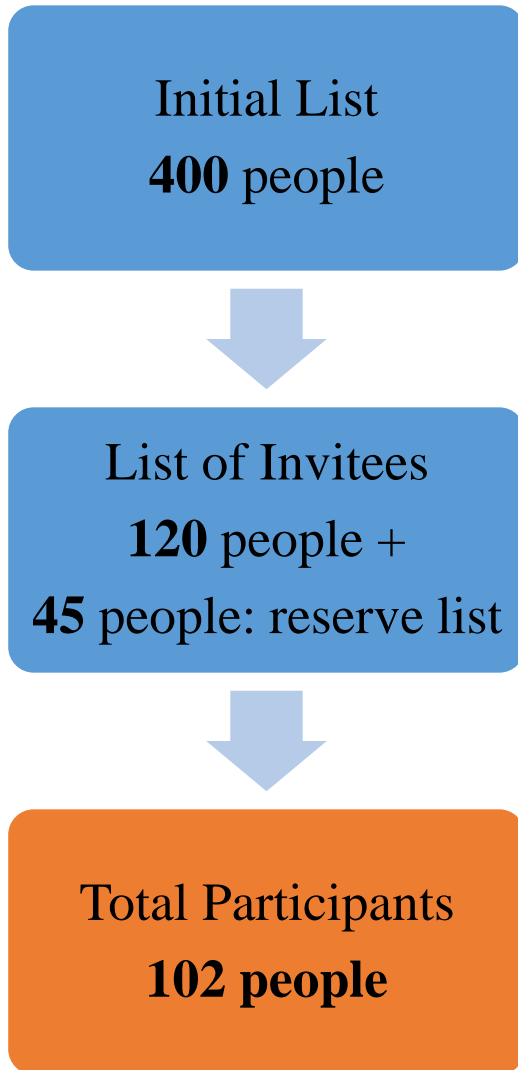 Initial List
400 people
List of Invitees
120 people +
45 people: reserve list
Total Participants
102 people